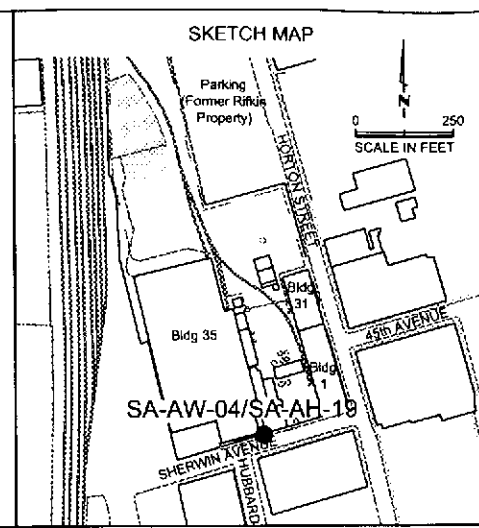 SKETCH MAP
Parking
(Former Rifkin
Property)
N
0 250
SCALE IN FEET
HORTON STREET
Bldg
31
Bldg 35
45th AVENUE
Bldg
1
SA-AW-04/SA-AH-19
SHERWIN AVENUE
HUBBARD